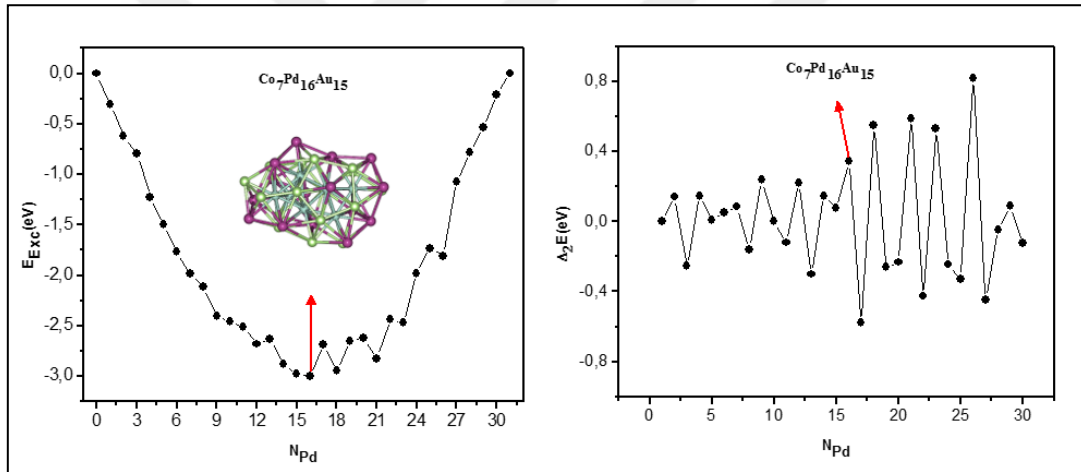 Co7Pd16Au15
0,0
-0,5
-1,0
-1,5
-2,0
-2,5
-3,0
EExc(eV)
0 3 6 9 12 15 18 21 24 27 30
NPd
Co7Pd16Au15
0,8
0,4
0,0
-0,4
-0,8
Δ2E(eV)
0 5 10 15 20 25 30
NPd